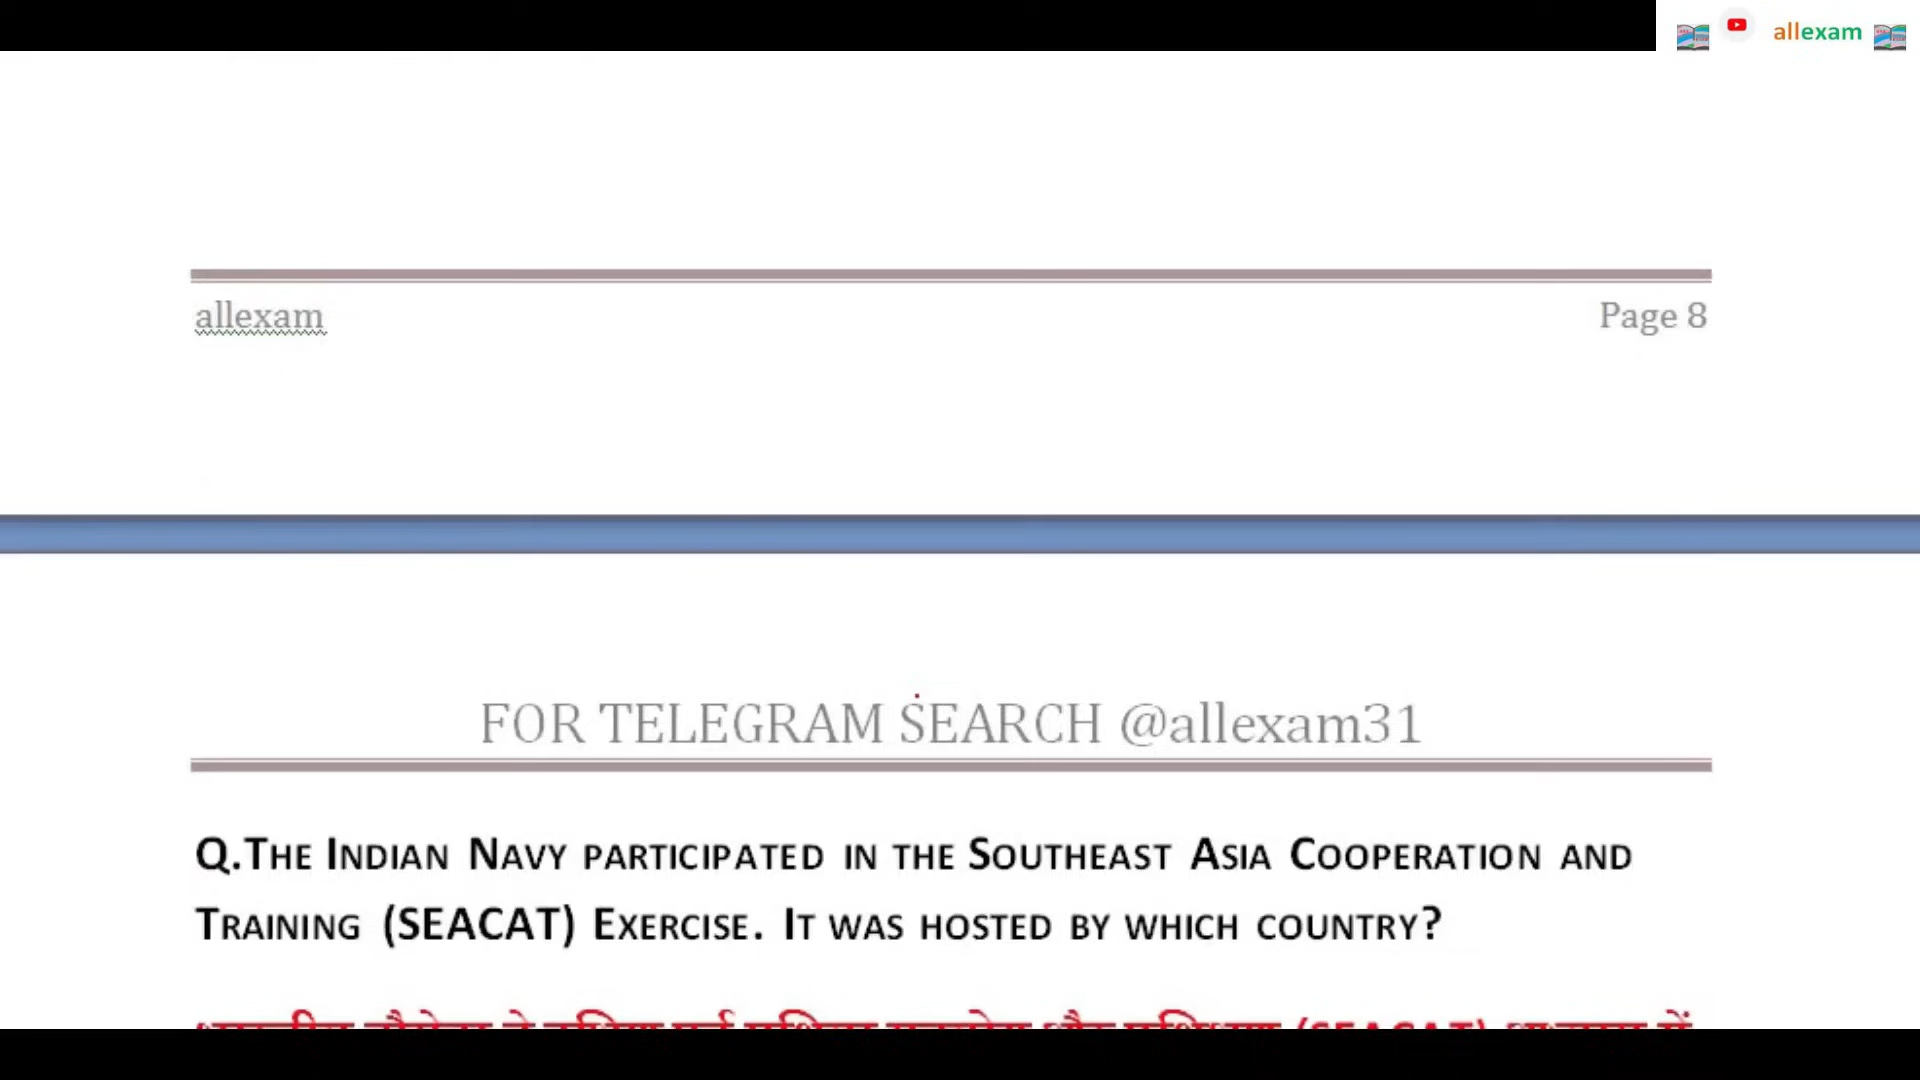 allexam
allexam
Page 8
FOR TELEGRAM SEARCH @allexam31
Q.The Indian Navy participated in the Southeast Asia Cooperation and
Training (SEACAT) Exercise. It was hosted by which country?